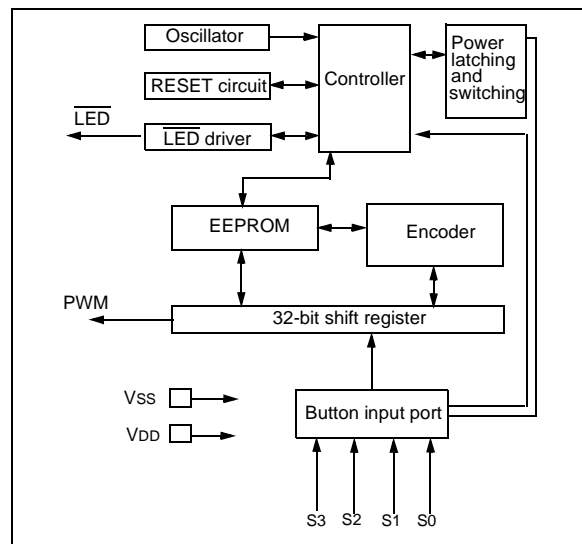 Oscillator
RESET circuit
LED
LED driver
Controller
Power
latching
and
switching
EEPROM
Encoder
PWM
32-bit shift register
VSS
VDD
Button input port
S3 S2 S1 S0